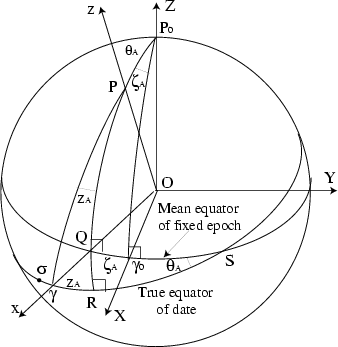 z
Z
P₀
θA
P
ζA
O
Y
zA
Mean equator
of fixed epoch
Q
ζA
γ₀
θA
S
σ
γ
zA
R
True equator
of date
x
X